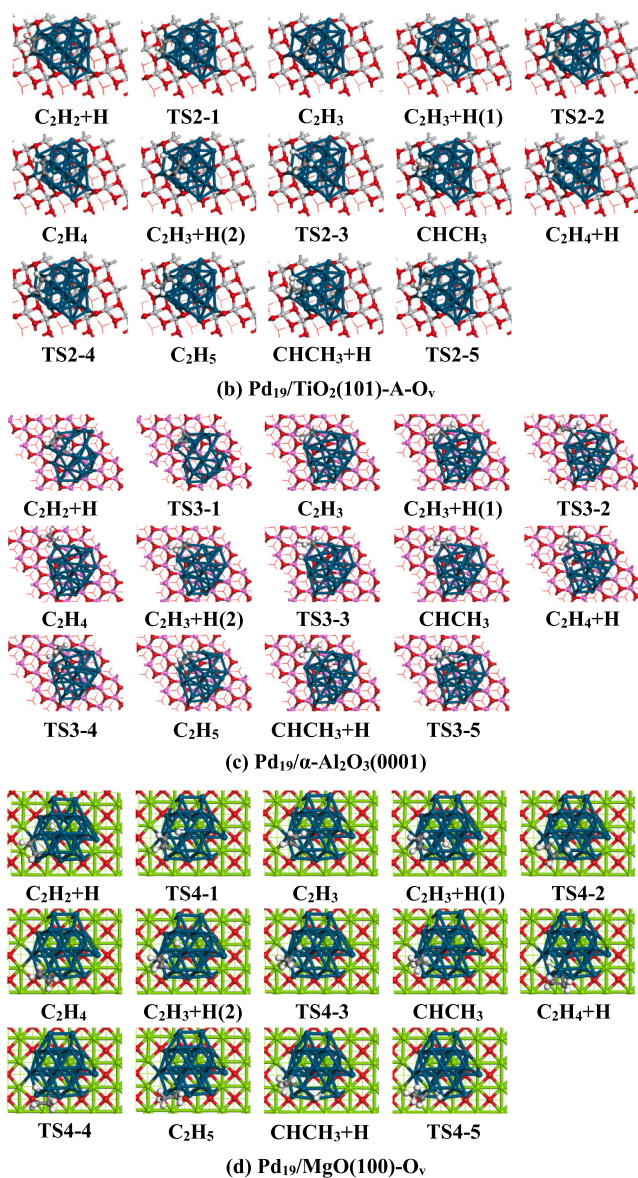 C₂H₂+H TS2-1 C₂H₃ C₂H₃+H(1) TS2-2
C₂H₄ C₂H₃+H(2) TS2-3 CHCH₃ C₂H₄+H
TS2-4 C₂H₅ CHCH₃+H TS2-5
(b) Pd₁₉/TiO₂(101)-A-Oᵥ
C₂H₂+H TS3-1 C₂H₃ C₂H₃+H(1) TS3-2
C₂H₄ C₂H₃+H(2) TS3-3 CHCH₃ C₂H₄+H
TS3-4 C₂H₅ CHCH₃+H TS3-5
(c) Pd₁₉/α-Al₂O₃(0001)
C₂H₂+H TS4-1 C₂H₃ C₂H₃+H(1) TS4-2
C₂H₄ C₂H₃+H(2) TS4-3 CHCH₃ C₂H₄+H
TS4-4 C₂H₅ CHCH₃+H TS4-5
(d) Pd₁₉/MgO(100)-Oᵥ